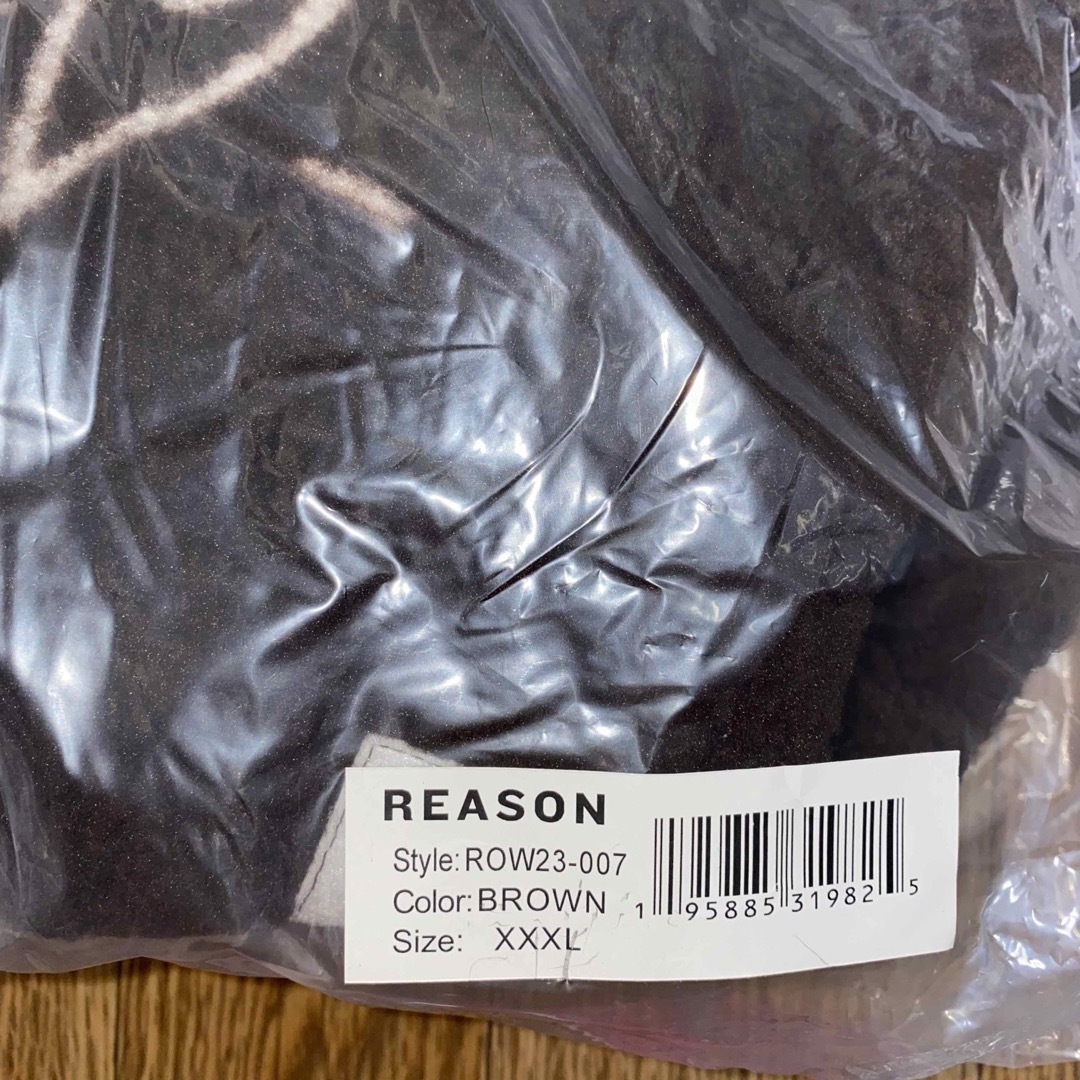 REASON
Style:ROW23-007
Color:BROWN
Size: XXXL
1 95885 31982 5